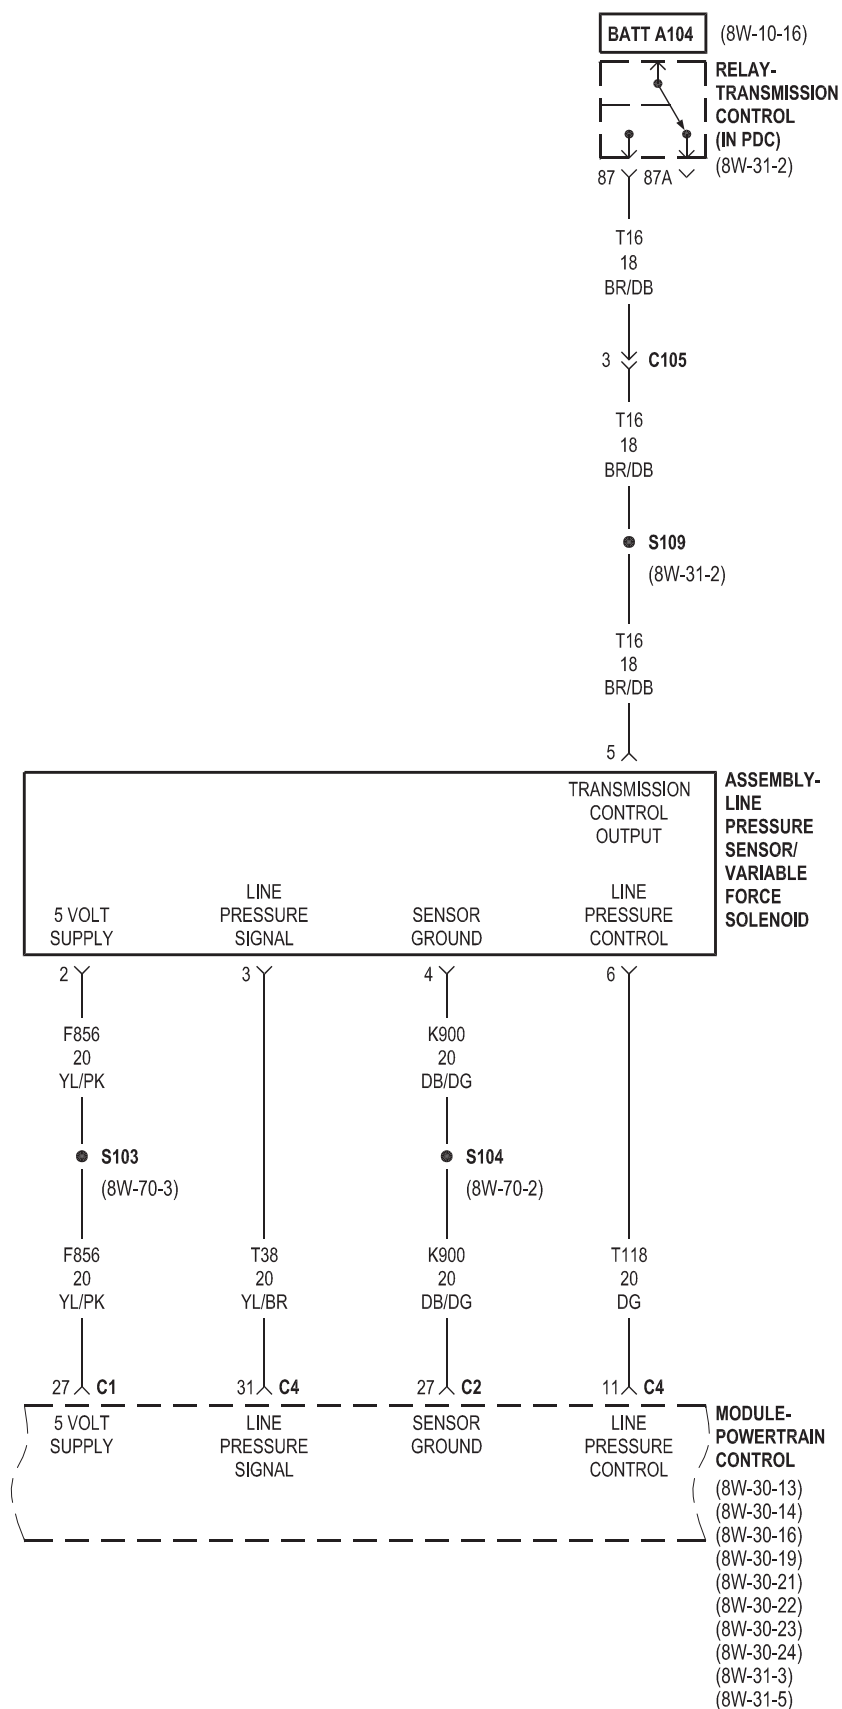 BATT A104 (8W-10-16)
RELAY-
TRANSMISSION
CONTROL
(IN PDC)
(8W-31-2)
87 87A
T16
18
BR/DB
3 C105
T16
18
BR/DB
S109
(8W-31-2)
T16
18
BR/DB
5
TRANSMISSION
CONTROL
OUTPUT
ASSEMBLY-
LINE
PRESSURE
SENSOR/
VARIABLE
FORCE
SOLENOID
5 VOLT
SUPPLY
LINE
PRESSURE
SIGNAL
SENSOR
GROUND
LINE
PRESSURE
CONTROL
2 3 4 6
F856
20
YL/PK
K900
20
DB/DG
S103
(8W-70-3)
S104
(8W-70-2)
F856
20
YL/PK
T38
20
YL/BR
K900
20
DB/DG
T118
20
DG
27 C1 31 C4 27 C2 11 C4
5 VOLT
SUPPLY
LINE
PRESSURE
SIGNAL
SENSOR
GROUND
LINE
PRESSURE
CONTROL
MODULE-
POWERTRAIN
CONTROL
(8W-30-13)
(8W-30-14)
(8W-30-16)
(8W-30-19)
(8W-30-21)
(8W-30-22)
(8W-30-23)
(8W-30-24)
(8W-31-3)
(8W-31-5)